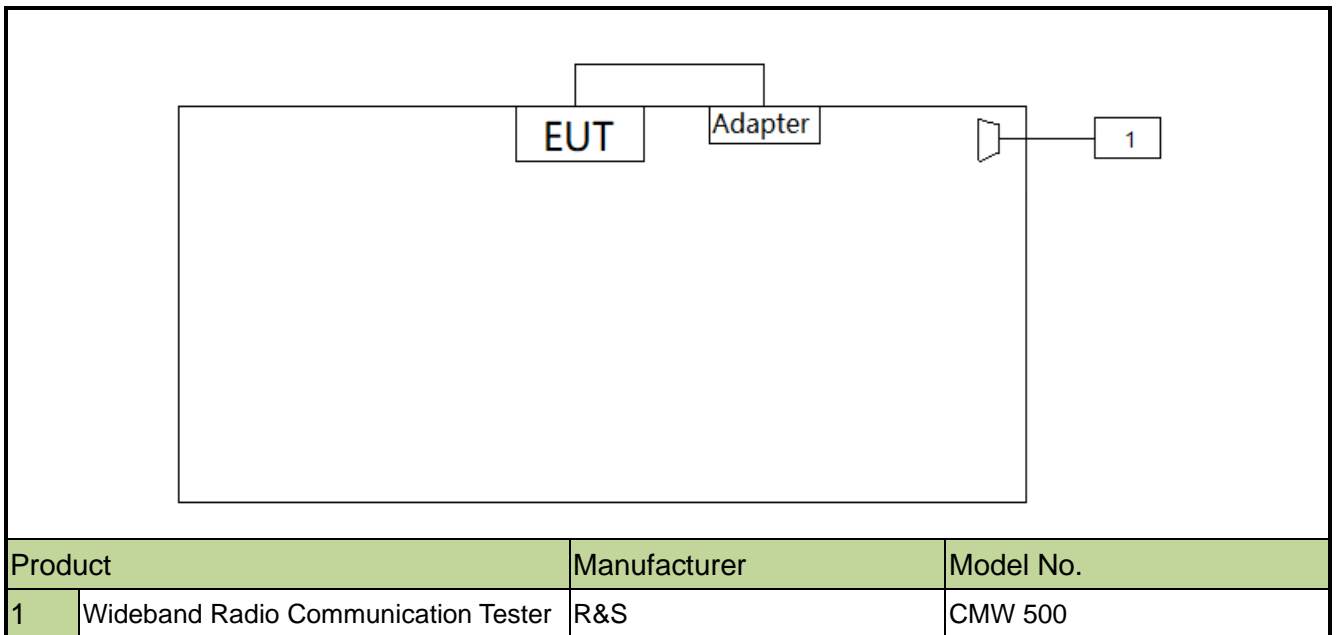 EUT
Adapter
1
Product Manufacturer Model No.
1 Wideband Radio Communication Tester R&S CMW 500